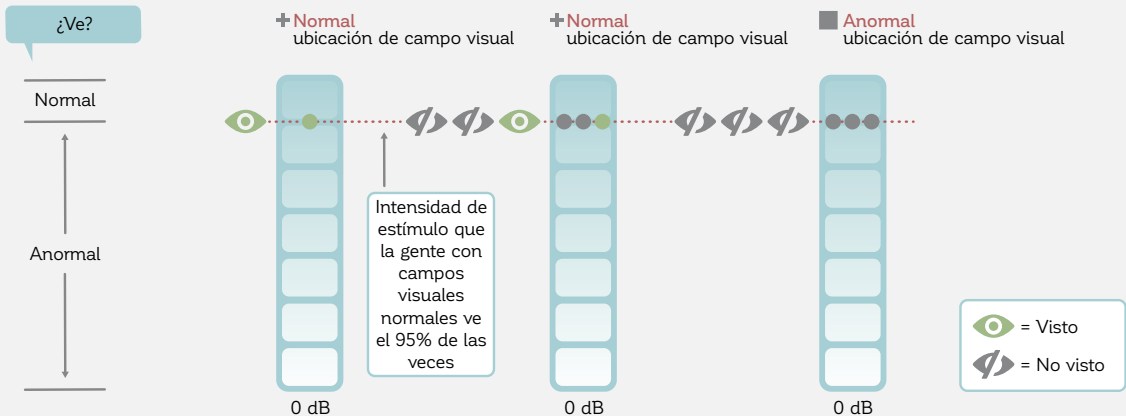 ¿Ve?
Normal
Anormal
Normal
ubicación de campo visual
Normal
ubicación de campo visual
Anormal
ubicación de campo visual
Intensidad de
estímulo que
la gente con
campos
visuales
normales ve
el 95% de las
veces
0 dB
0 dB
0 dB
= Visto
= No visto